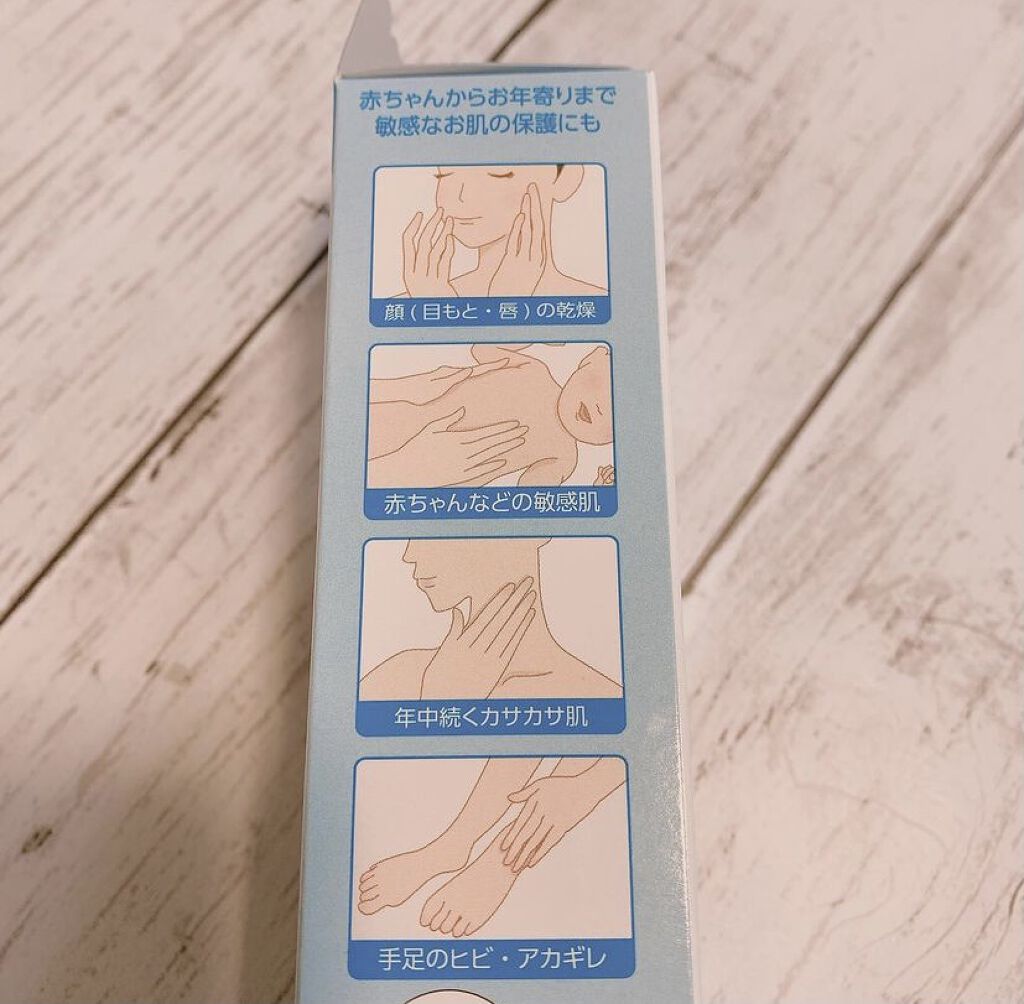 赤ちゃんからお年寄りまで
敏感なお肌の保護にも
顔(目もと・唇)の乾燥
赤ちゃんなどの敏感肌
年中続くカサカサ肌
手足のヒビ・アカギレ